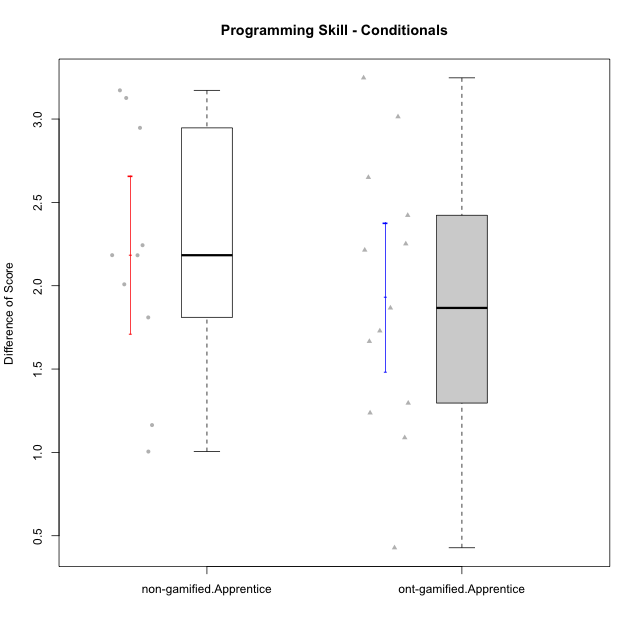 Programming Skill - Conditionals
Difference of Score
3.0
2.5
2.0
1.5
1.0
0.5
non-gamified.Apprentice
ont-gamified.Apprentice